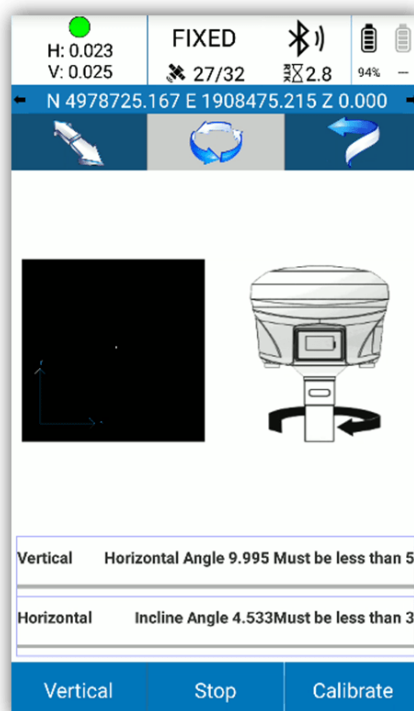 H: 0.023
V: 0.025
FIXED
27/32
RTK 2.8
94%
--
N 4978725.167 E 1908475.215 Z 0.000
Vertical Horizontal Angle 9.995 Must be less than 5
Horizontal Incline Angle 4.533Must be less than 3
Vertical Stop Calibrate